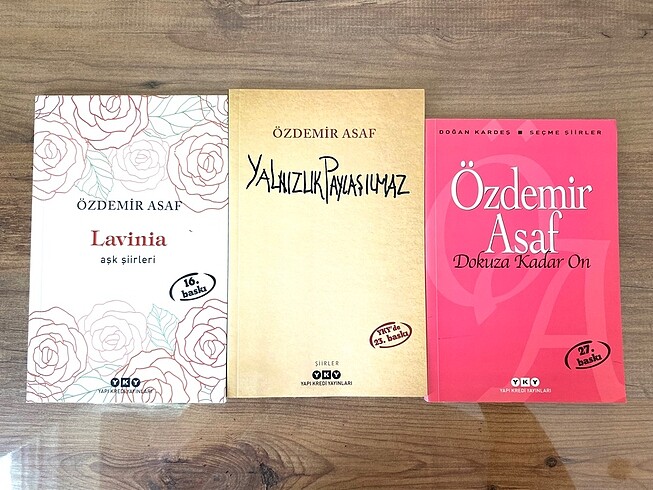 ÖZDEMİR ASAF
Lavinia
aşk şiirleri
16.
baskı
YKY
YAPI KREDİ YAYINLARI
ÖZDEMİR ASAF
YALNIZLIK PAYLAŞILMAZ
YKY'de
23. baskı
ŞİİRLER
YKY
YAPI KREDİ YAYINLARI
DOĞAN KARDEŞ ■ SEÇME ŞİİRLER
Özdemir
Asaf
Dokuza Kadar On
27.
baskı
YKY
YAPI KREDİ YAYINLARI